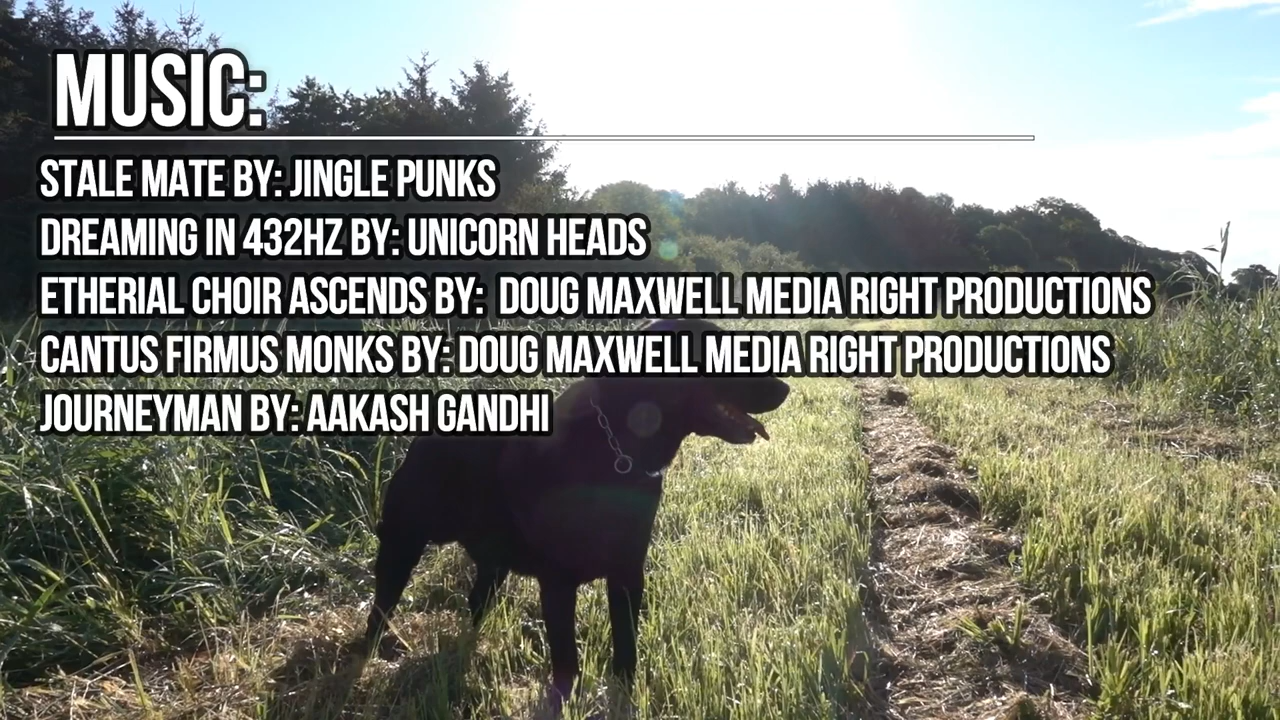 MUSIC:
STALE MATE BY: JINGLE PUNKS
DREAMING IN 432HZ BY: UNICORN HEADS
ETHERIAL CHOIR ASCENDS BY:  DOUG MAXWELL MEDIA RIGHT PRODUCTIONS
CANTUS FIRMUS MONKS BY: DOUG MAXWELL MEDIA RIGHT PRODUCTIONS
JOURNEYMAN BY: AAKASH GANDHI